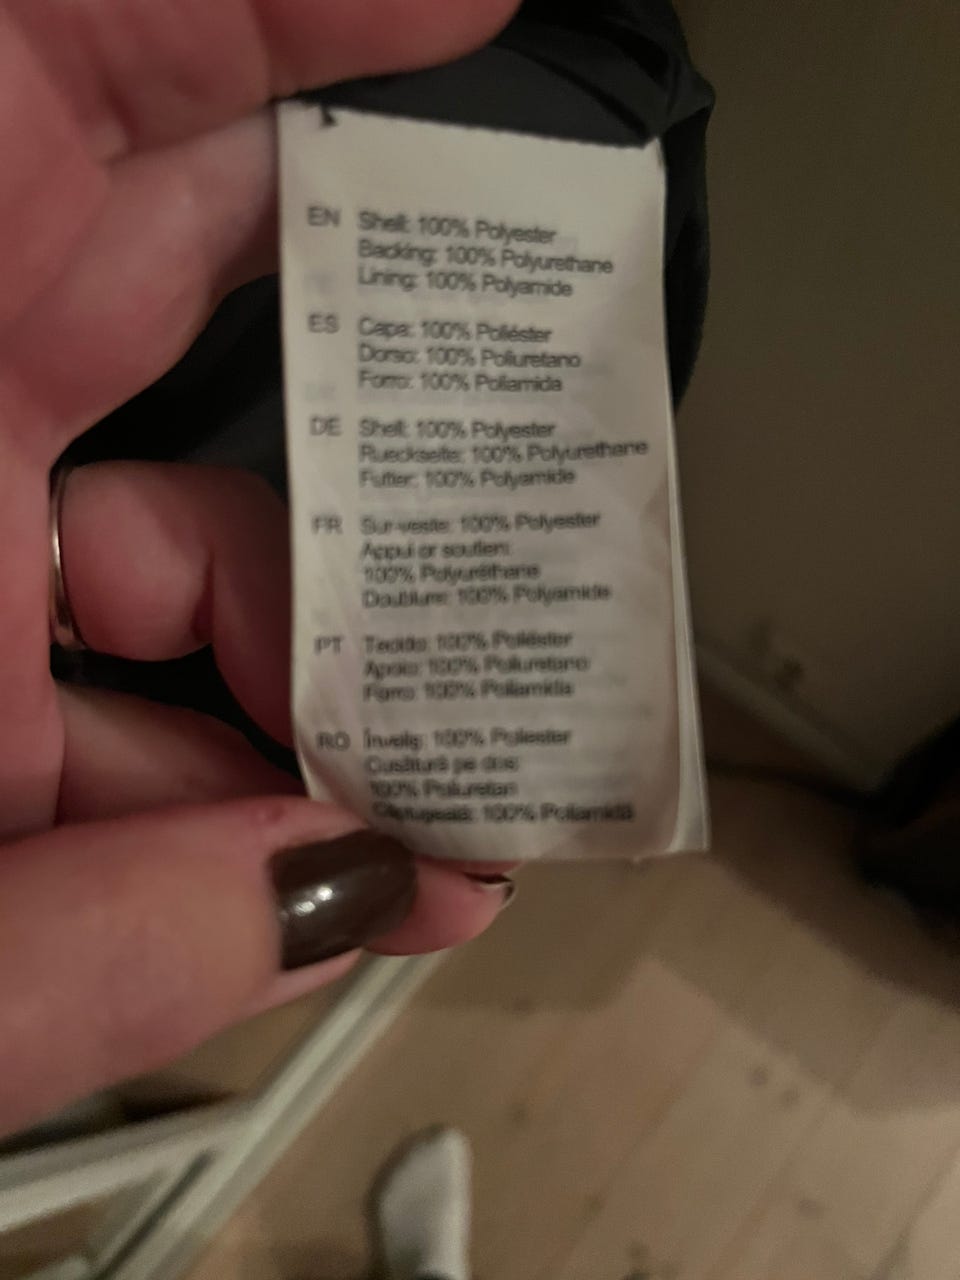 EN Shell: 100% Polyester
Backing: 100% Polyurethane
Lining: 100% Polyamide
ES Capa: 100% Poliéster
Dorso: 100% Poliuretano
Forro: 100% Poliamida
DE Shell: 100% Polyester
Rueckseite: 100% Polyurethane
Futter: 100% Polyamide
FR Sur-veste: 100% Polyester
Appui or soutien:
100% Polyuréthane
Doublure: 100% Polyamide
PT Tecido: 100% Poliéster
Apoio: 100% Poliuretano
Forro: 100% Poliamida
RO Înveliş: 100% Poliester
Cusătură pe dos:
100% Poliuretan
100% Poliamidă